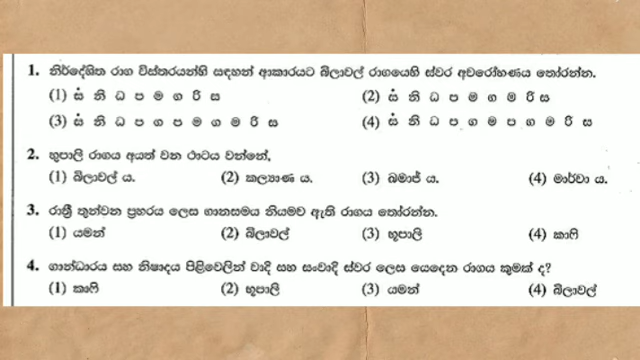 1. නිර්දේශිත රාග විස්තරයන්හි සඳහන් ආකාරයට බිලාවල් රාගයෙහි ස්වර අවරෝහණය තෝරන්න.
(1) සં නි ධ ප ම ග රි ස (2) සં නි ධ ප ම ග ම රි ස
(3) සં නි ධ ප ග ප ම ග ම රි ස (4) සં නි ධ ප ග ම ප ග ම රි ස
2. භූපාලි රාගය අයත් වන ථාටය වන්නේ,
(1) බිලාවල් ය. (2) කල්‍යාණ ය. (3) ඛමාජ් ය. (4) මාර්වා ය.
3. රාත්‍රී තුන්වන ප්‍රහරය ලෙස ගානසමය නියමව ඇති රාගය තෝරන්න.
(1) යමන් (2) බිලාවල් (3) භූපාලි (4) කාෆි
4. ගාන්ධාරය සහ නිෂාදය පිළිවෙලින් වාදි සහ සංවාදි ස්වර ලෙස යෙදෙන රාගය කුමක් ද?
(1) කාෆි (2) භූපාලි (3) යමන් (4) බිලාවල්